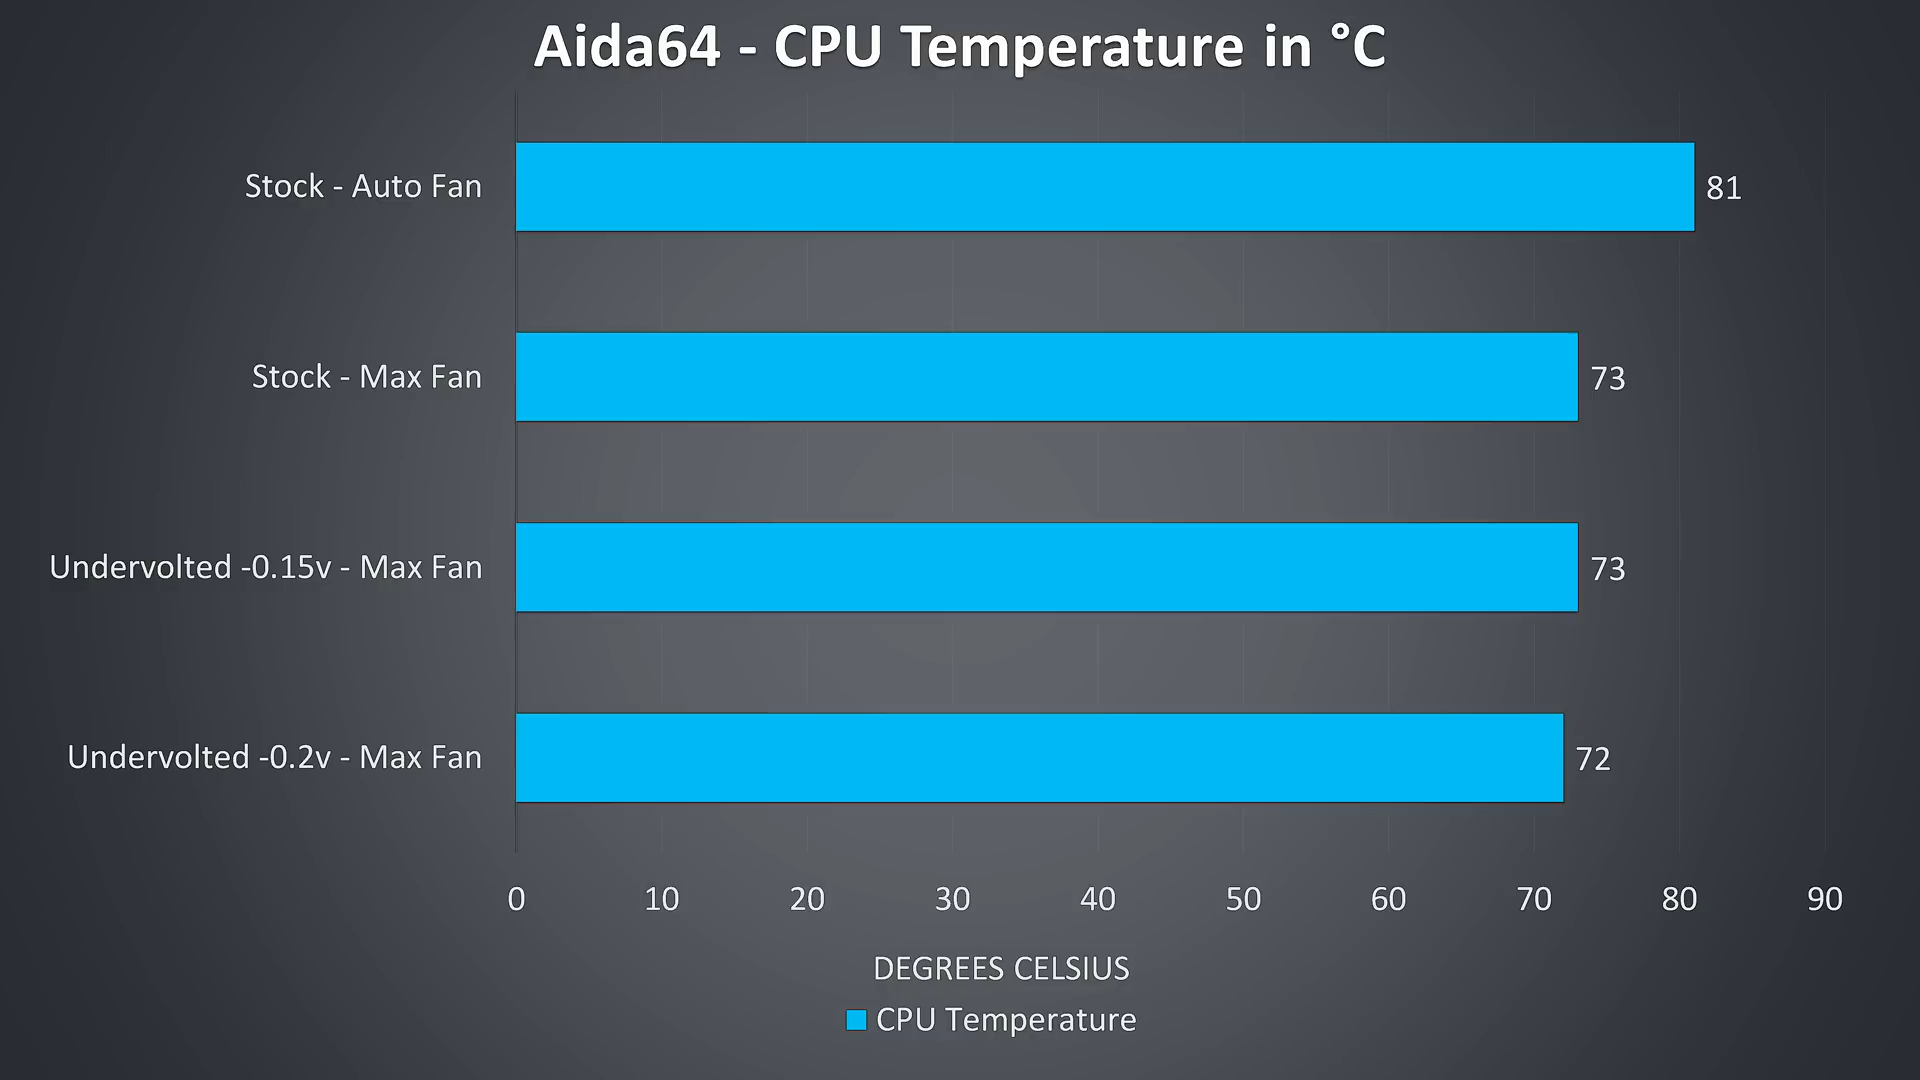 Aida64 - CPU Temperature in °C
Stock - Auto Fan
81
Stock - Max Fan
73
Undervolted -0.15v - Max Fan
73
Undervolted -0.2v - Max Fan
72
0 10 20 30 40 50 60 70 80 90
DEGREES CELSIUS
CPU Temperature